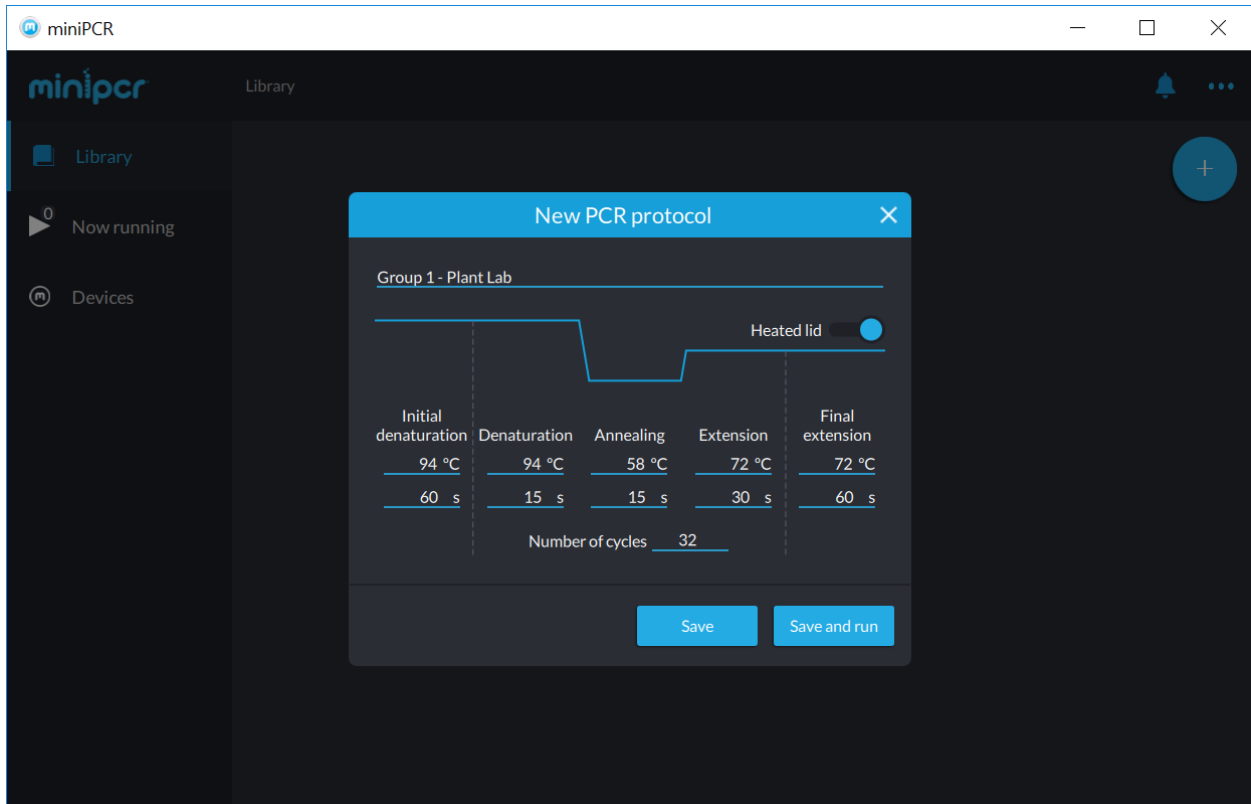 miniPCR
minipcr
Library
Library
0
Now running
Devices
New PCR protocol
Group 1 - Plant Lab
Heated lid
Initial denaturation
Denaturation
Annealing
Extension
Final extension
94 °C 94 °C 58 °C 72 °C 72 °C
60 s 15 s 15 s 30 s 60 s
Number of cycles 32
Save Save and run